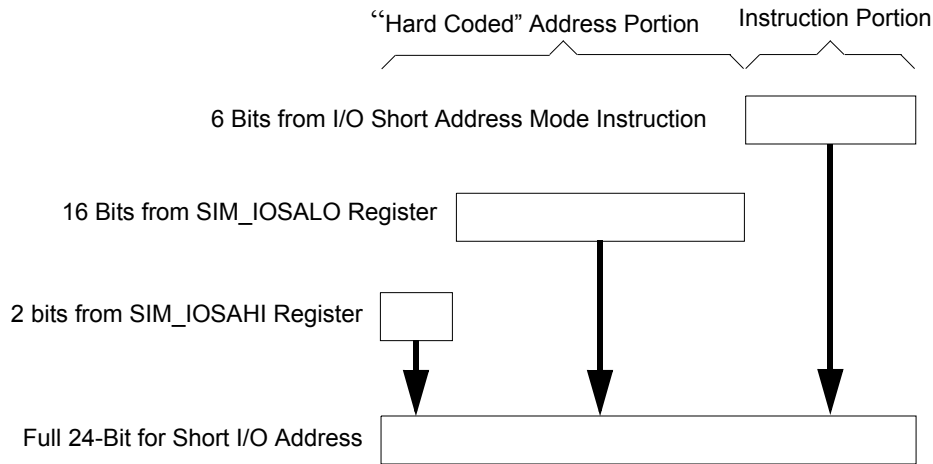 “Hard Coded” Address Portion
Instruction Portion
6 Bits from I/O Short Address Mode Instruction
16 Bits from SIM_IOSALO Register
2 bits from SIM_IOSAHI Register
Full 24-Bit for Short I/O Address